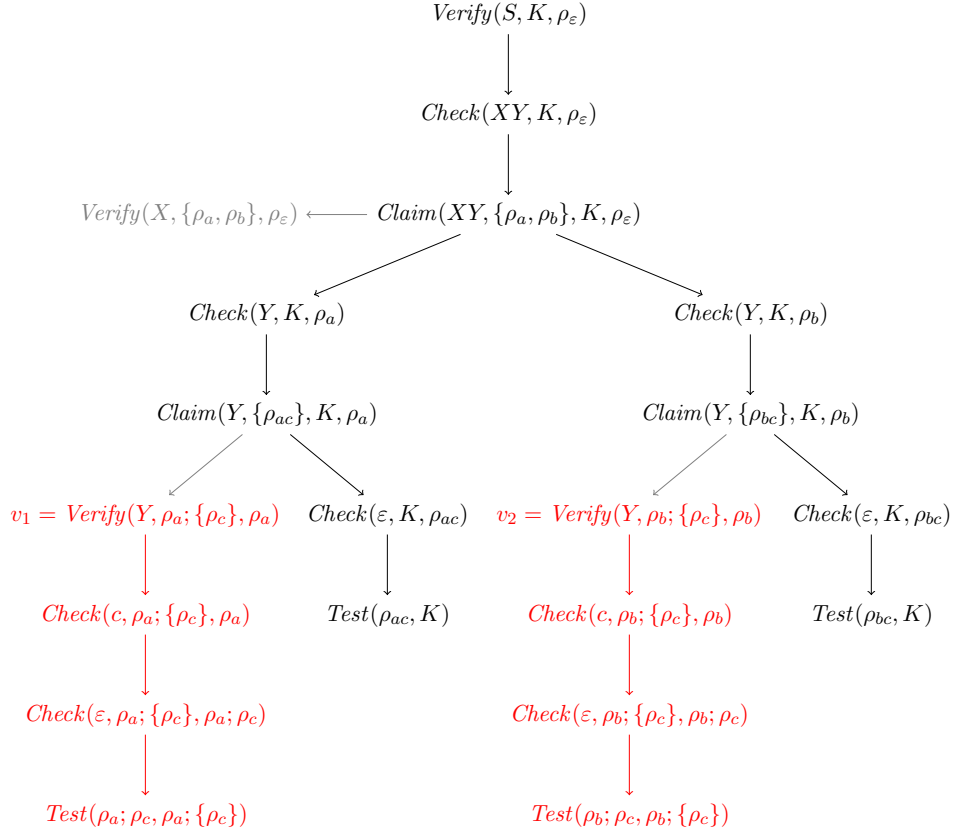 Verify(S, K, ρ_ε)
Check(XY, K, ρ_ε)
Verify(X, {ρ_a, ρ_b}, ρ_ε)
Claim(XY, {ρ_a, ρ_b}, K, ρ_ε)
Check(Y, K, ρ_a)
Check(Y, K, ρ_b)
Claim(Y, {ρ_ac}, K, ρ_a)
Claim(Y, {ρ_bc}, K, ρ_b)
v_1 = Verify(Y, ρ_a; {ρ_c}, ρ_a)
Check(ε, K, ρ_ac)
v_2 = Verify(Y, ρ_b; {ρ_c}, ρ_b)
Check(ε, K, ρ_bc)
Check(c, ρ_a; {ρ_c}, ρ_a)
Test(ρ_ac, K)
Check(c, ρ_b; {ρ_c}, ρ_b)
Test(ρ_bc, K)
Check(ε, ρ_a; {ρ_c}, ρ_a; ρ_c)
Check(ε, ρ_b; {ρ_c}, ρ_b; ρ_c)
Test(ρ_a; ρ_c, ρ_a; {ρ_c})
Test(ρ_b; ρ_c, ρ_b; {ρ_c})